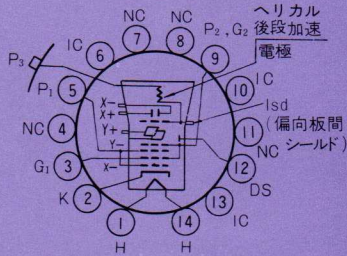 ヘリカル
後段加速
電極
NC
NC
P2, G2
IC
7
8
9
P3
6
IC
10
P1
5
X-
X+
Y+
Y-
X-
Isd
(偏向板間
シールド)
NC
4
11
NC
G1
3
12
DS
K
2
13
IC
1
14
H
H